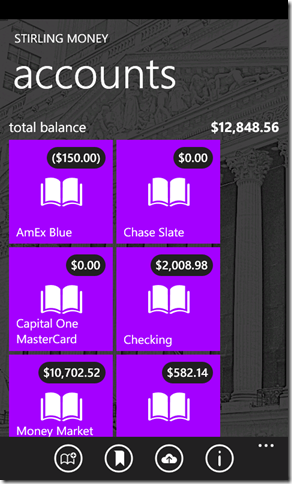 STIRLING MONEY
accounts
total balance $12,848.56
($150.00) $0.00
AmEx Blue Chase Slate
$0.00 $2,008.98
Capital One
MasterCard Checking
$10,702.52 $582.14
Money Market